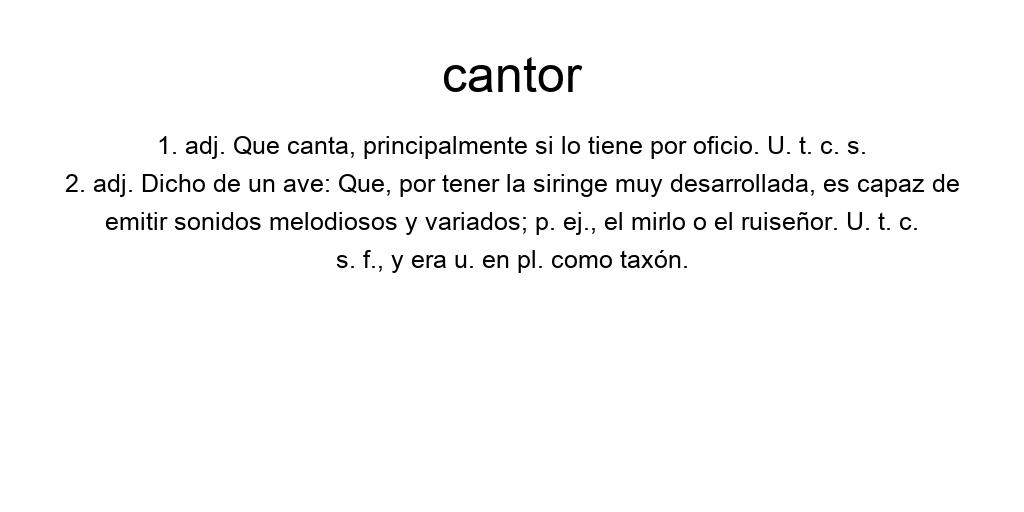 cantor
1. adj. Que canta, principalmente si lo tiene por oficio. U. t. c. s.
2. adj. Dicho de un ave: Que, por tener la siringe muy desarrollada, es capaz de
emitir sonidos melodiosos y variados; p. ej., el mirlo o el ruiseñor. U. t. c.
s. f., y era u. en pl. como taxón.